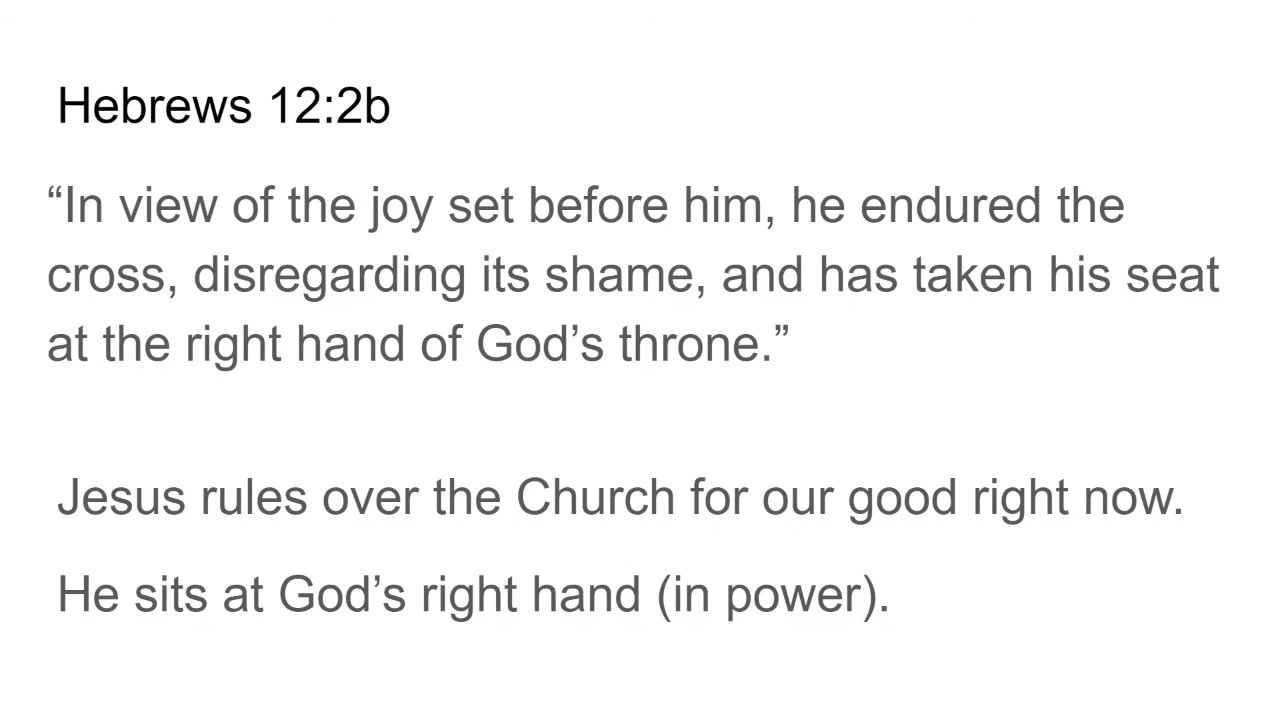 Hebrews 12:2b
“In view of the joy set before him, he endured the
cross, disregarding its shame, and has taken his seat
at the right hand of God’s throne.”
Jesus rules over the Church for our good right now.
He sits at God’s right hand (in power).